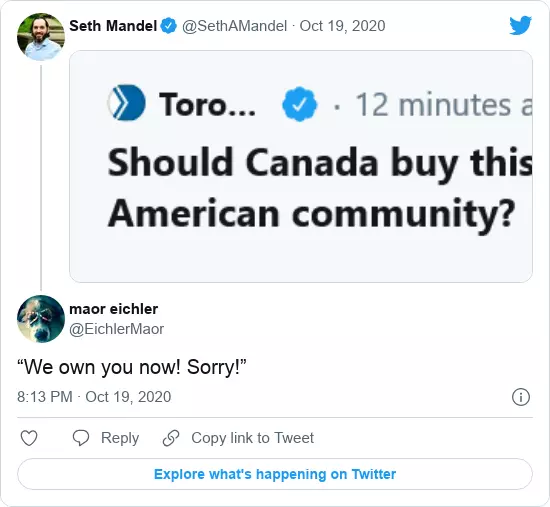 Seth Mandel @SethAMandel · Oct 19, 2020
Toro... · 12 minutes a
Should Canada buy this
American community?
maor eichler
@EichlerMaor
“We own you now! Sorry!”
8:13 PM · Oct 19, 2020
Reply Copy link to Tweet
Explore what's happening on Twitter